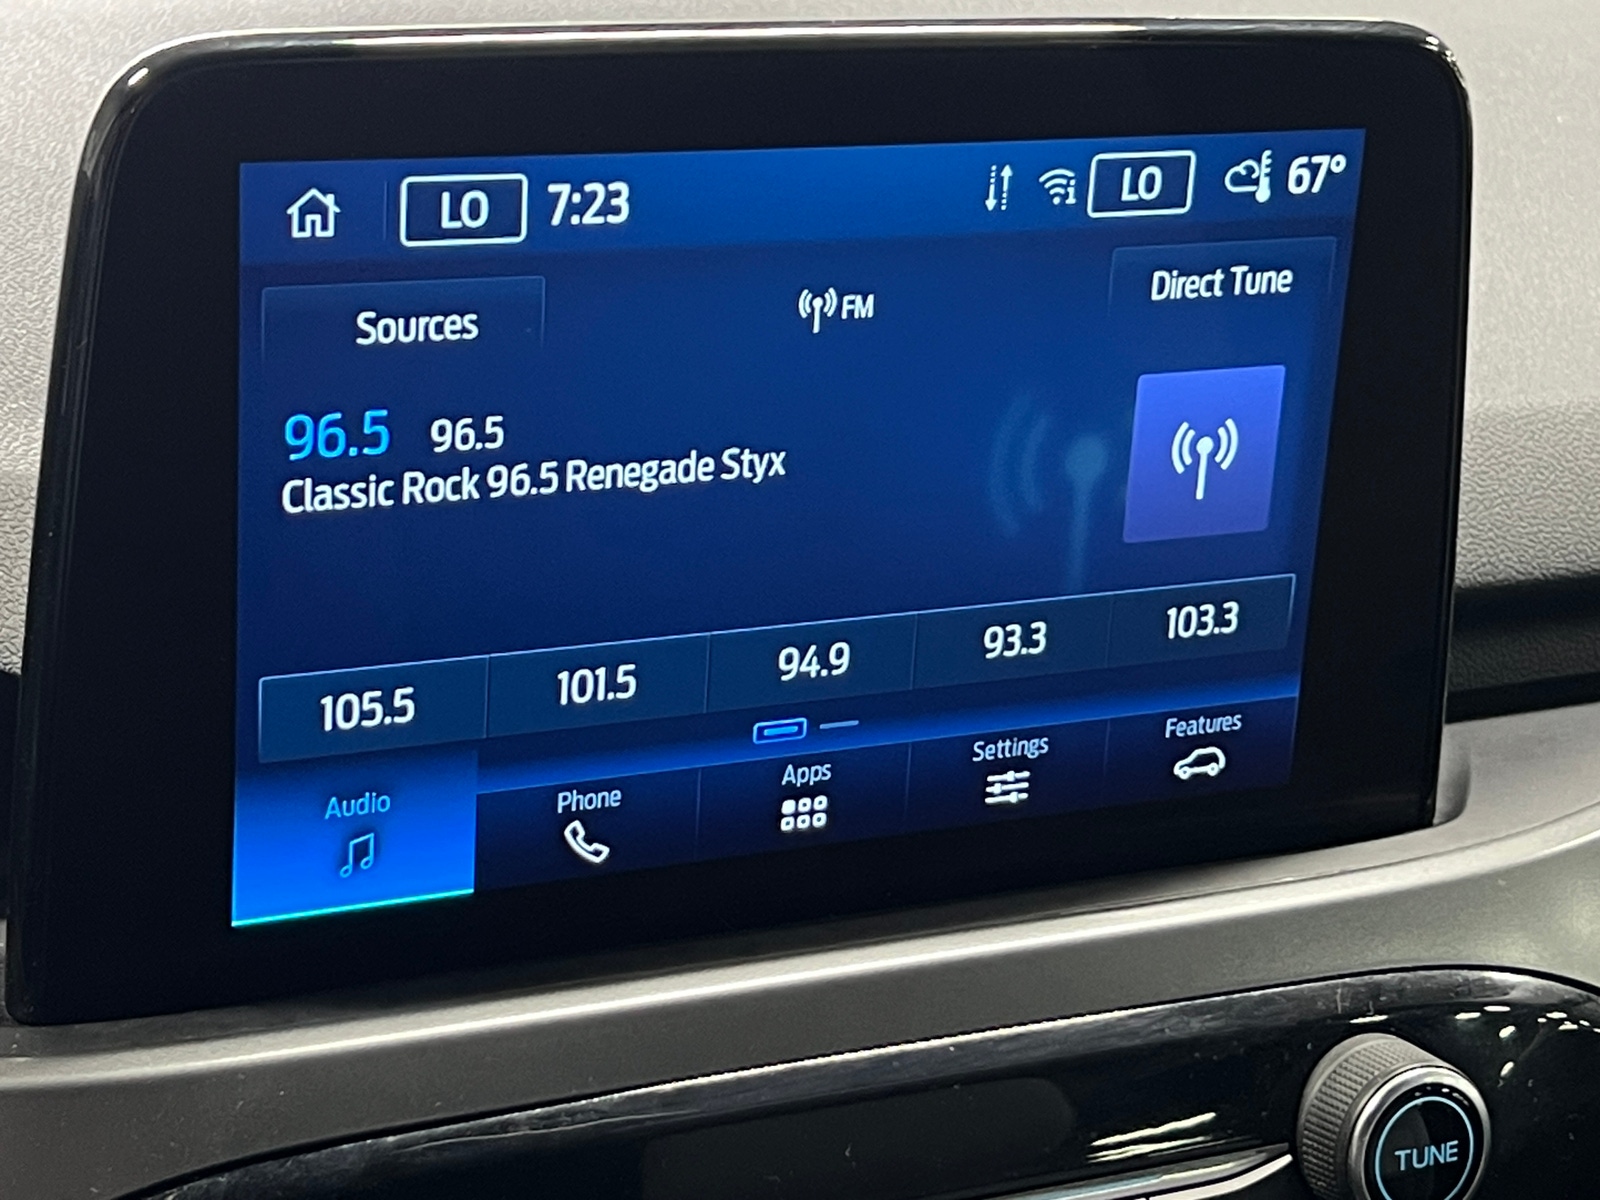 LO 7:23 LO 67°
Sources FM Direct Tune
96.5 96.5
Classic Rock 96.5 Renegade Styx
105.5 101.5 94.9 93.3 103.3
Audio Phone Apps Settings Features
TUNE